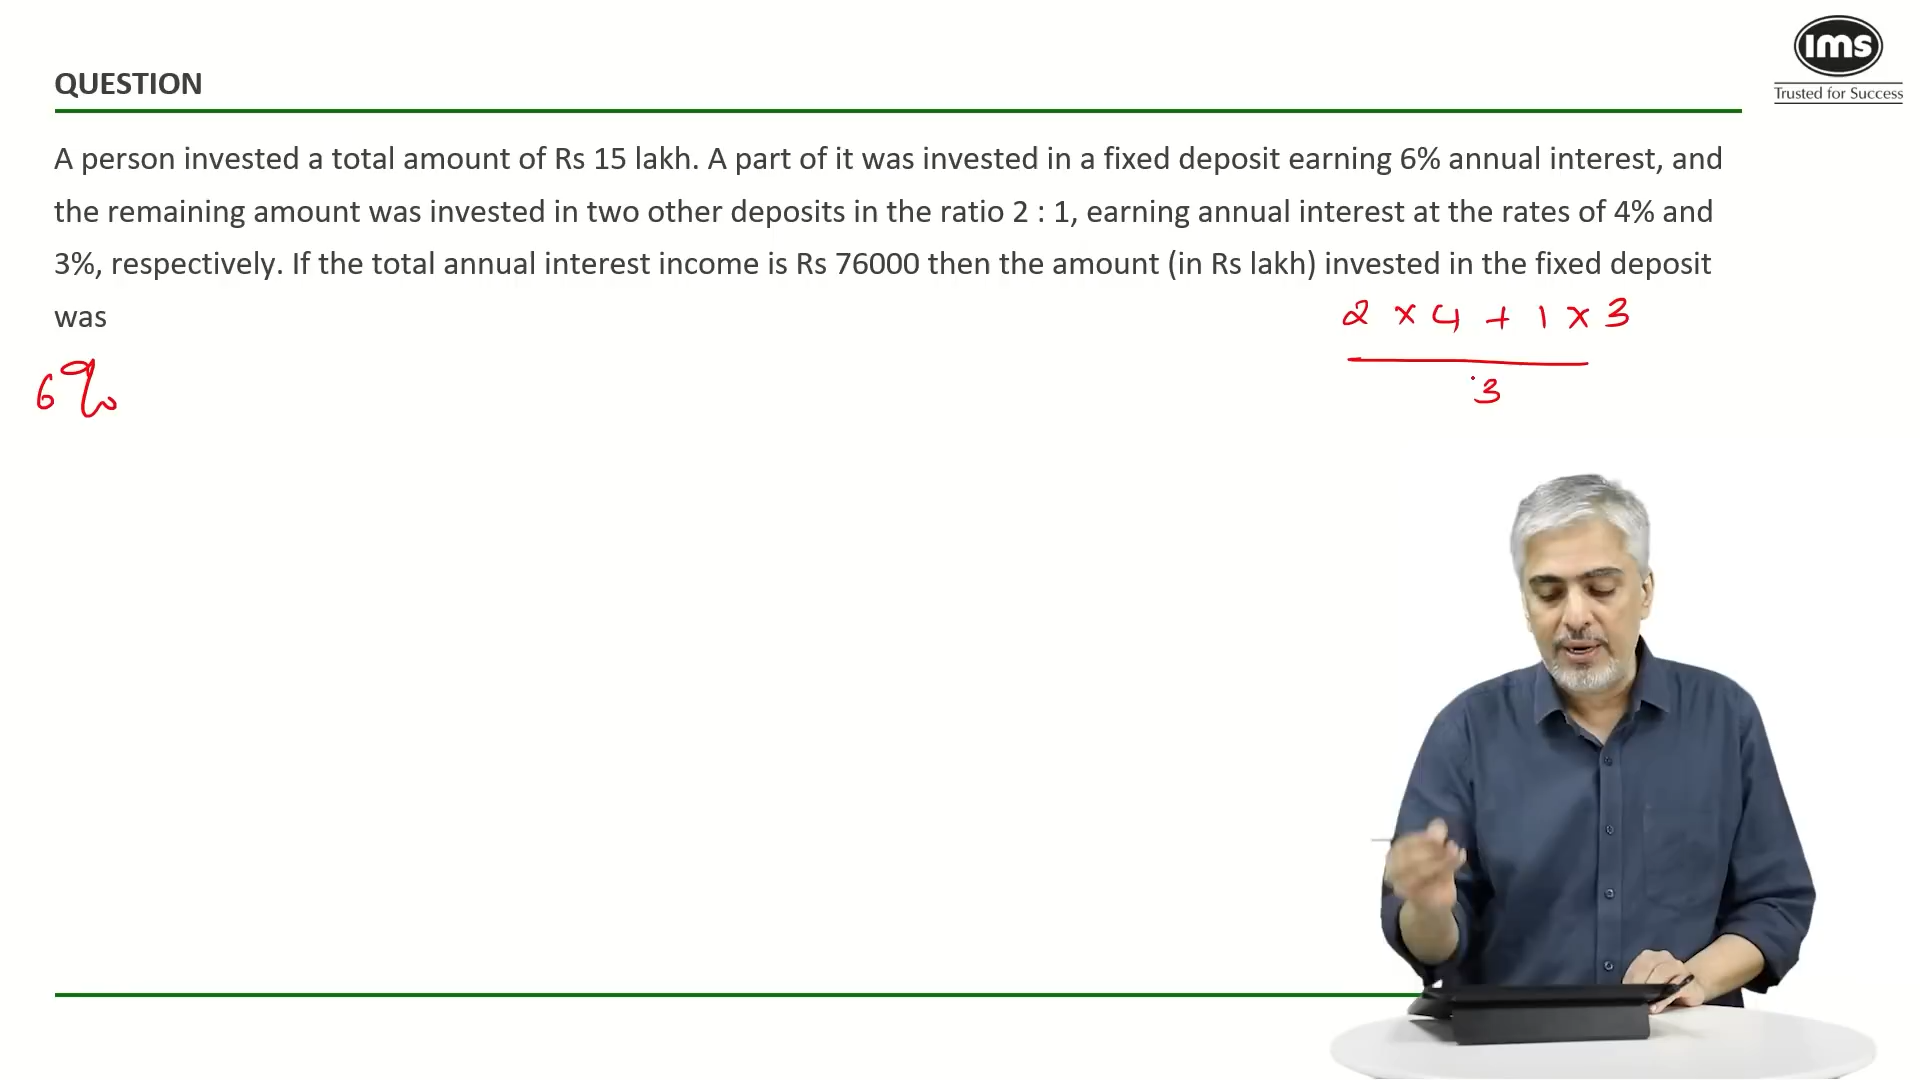 ims
Trusted for Success
QUESTION
A person invested a total amount of Rs 15 lakh. A part of it was invested in a fixed deposit earning 6% annual interest, and
the remaining amount was invested in two other deposits in the ratio 2 : 1, earning annual interest at the rates of 4% and
3%, respectively. If the total annual interest income is Rs 76000 then the amount (in Rs lakh) invested in the fixed deposit
was
2 × 4 + 1 × 3
3
6%